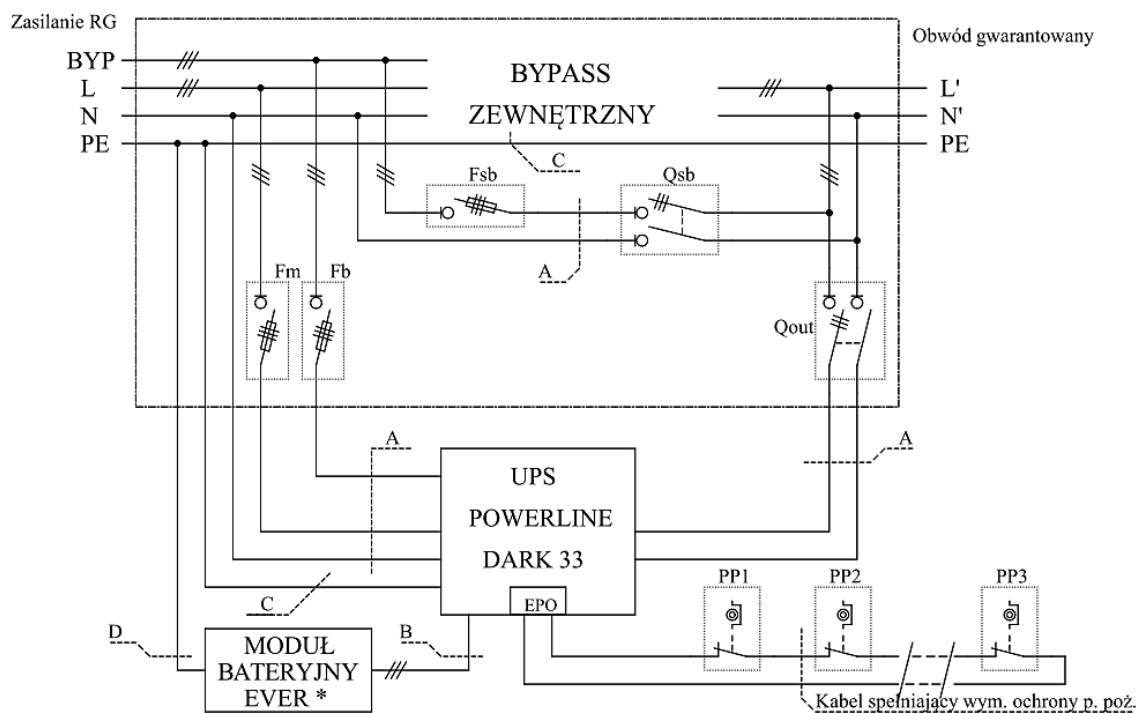 Zasilanie RG
Obwód gwarantowany
BYP
L
N
PE
BYPASS
ZEWNĘTRZNY
L'
N'
PE
C
Fsb
Qsb
A
Fm
Fb
Qout
A
A
UPS
POWERLINE
DARK 33
EPO
PP1
PP2
PP3
C
D
B
MODUŁ
BATERYJNY
EVER *
Kabel spełniający wym. ochrony p. poż.